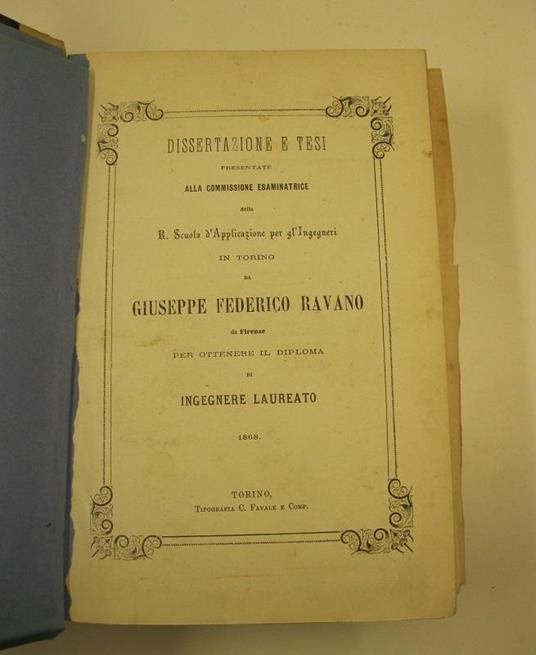 DISSERTAZIONE E TESI
PRESENTATE
ALLA COMMISSIONE ESAMINATRICE
della
R. Scuola d'Applicazione per gl'Ingegneri
IN TORINO
DA
GIUSEPPE FEDERICO RAVANO
da Firenze
PER OTTENERE IL DIPLOMA
DI
INGEGNERE LAUREATO
1868.
TORINO,
TIPOGRAFIA C. FAVALE E COMP.